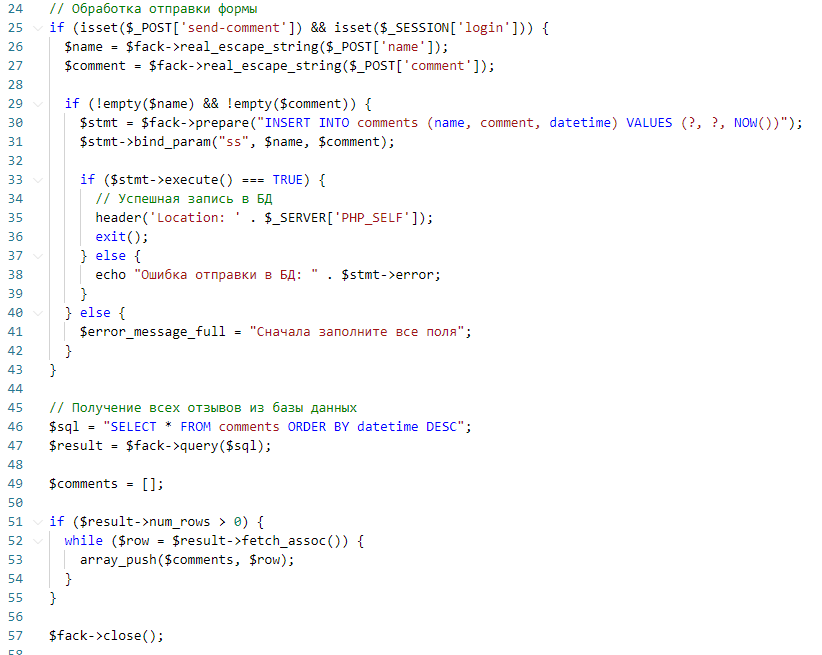 24 // Обработка отправки формы
25 if (isset($_POST['send-comment']) && isset($_SESSION['login'])) {
26 $name = $fack->real_escape_string($_POST['name']);
27 $comment = $fack->real_escape_string($_POST['comment']);
28
29 if (!empty($name) && !empty($comment)) {
30 $stmt = $fack->prepare("INSERT INTO comments (name, comment, datetime) VALUES (?, ?, NOW())");
31 $stmt->bind_param("ss", $name, $comment);
32
33 if ($stmt->execute() === TRUE) {
34 // Успешная запись в БД
35 header('Location: ' . $_SERVER['PHP_SELF']);
36 exit();
37 } else {
38 echo "Ошибка отправки в БД: " . $stmt->error;
39 }
40 } else {
41 $error_message_full = "Сначала заполните все поля";
42 }
43 }
44
45 // Получение всех отзывов из базы данных
46 $sql = "SELECT * FROM comments ORDER BY datetime DESC";
47 $result = $fack->query($sql);
48
49 $comments = [];
50
51 if ($result->num_rows > 0) {
52 while ($row = $result->fetch_assoc()) {
53 array_push($comments, $row);
54 }
55 }
56
57 $fack->close();
58